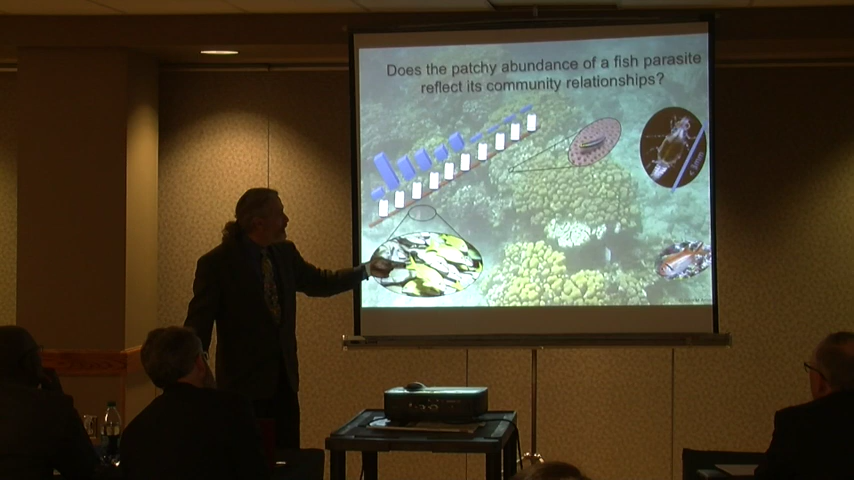 Does the patchy abundance of a fish parasite
reflect its community relationships?